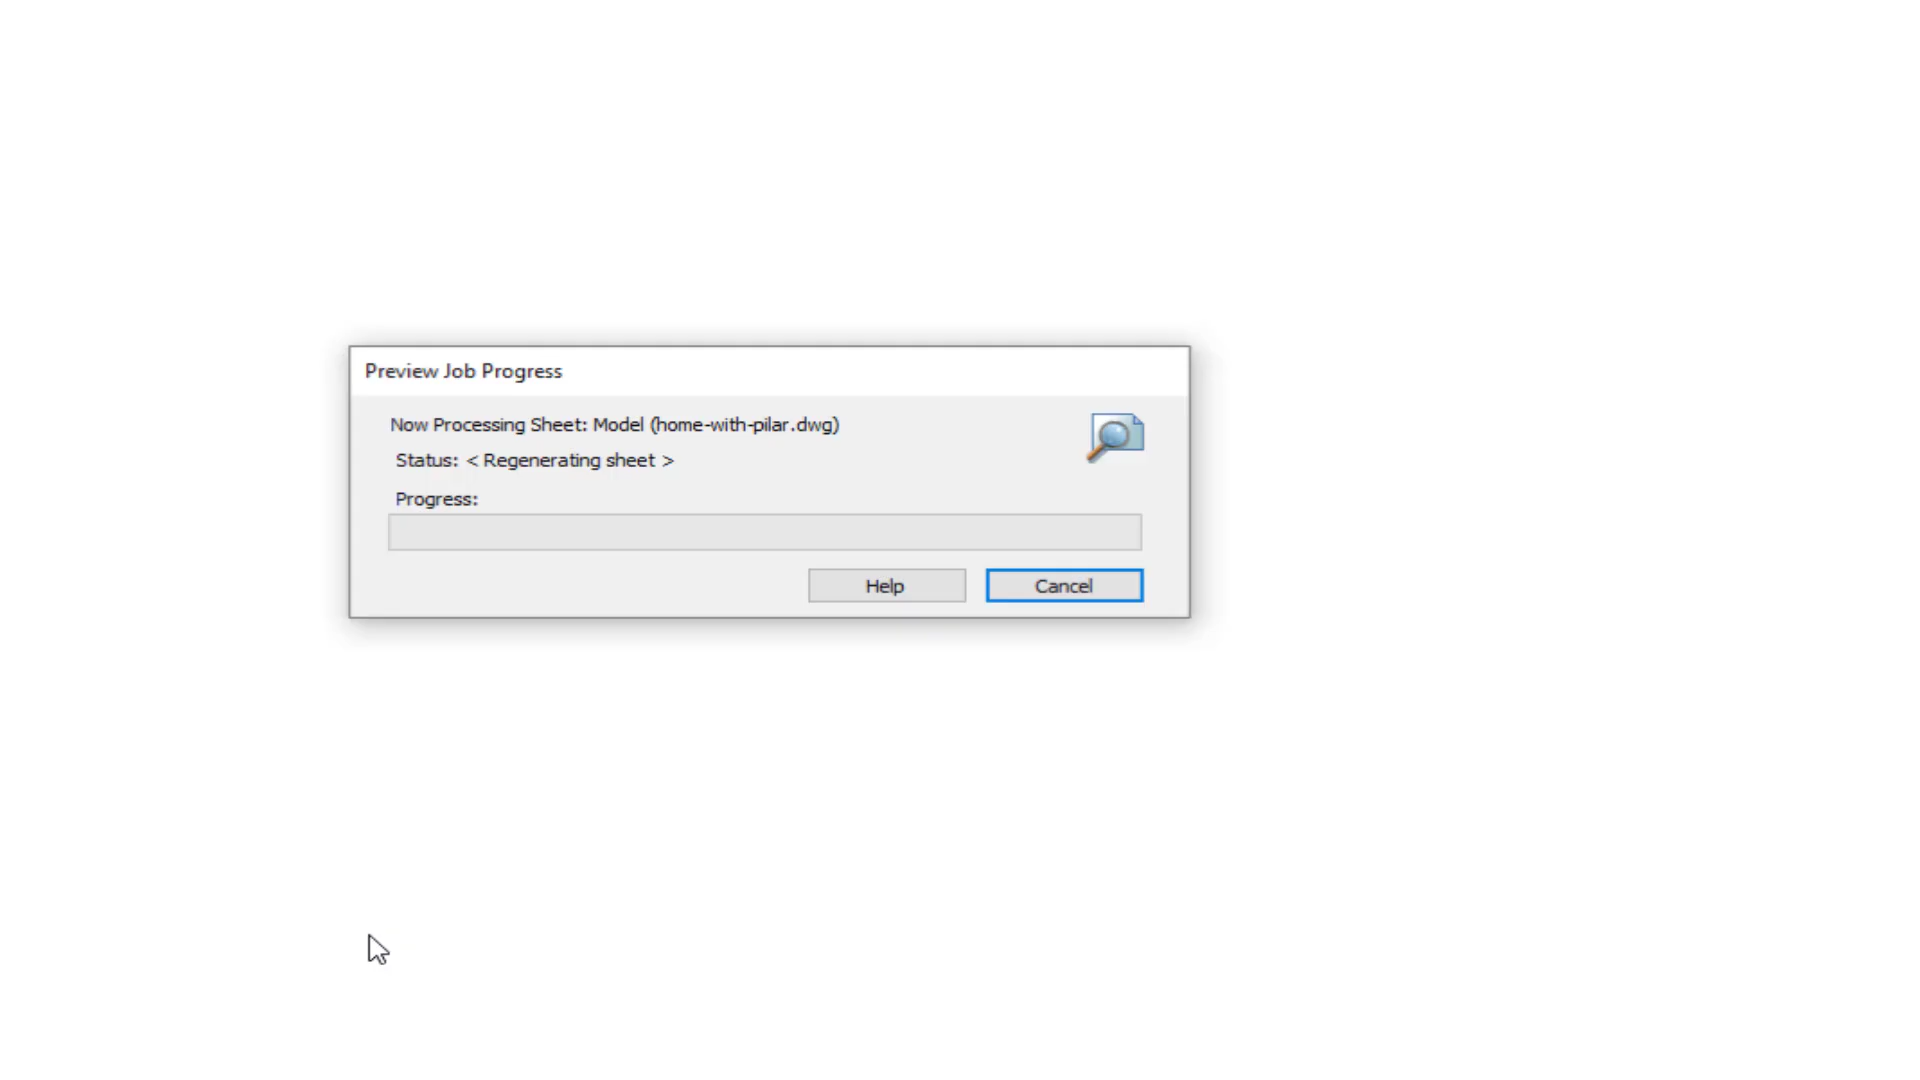 Preview Job Progress
Now Processing Sheet: Model (home-with-pilar.dwg)
Status: < Regenerating sheet >
Progress:
Help
Cancel